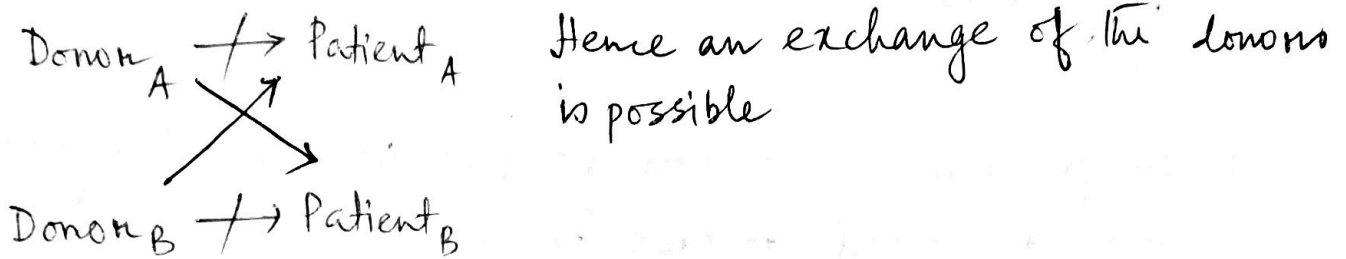 Donor A ↛ Patient A Hence an exchange of the donors
is possible
Donor B ↛ Patient B